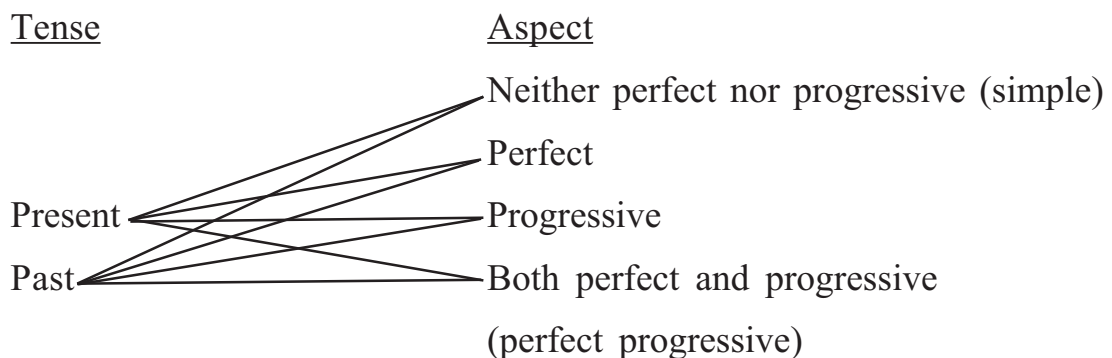 Tense Aspect
Neither perfect nor progressive (simple)
Perfect
Present Progressive
Past Both perfect and progressive
(perfect progressive)